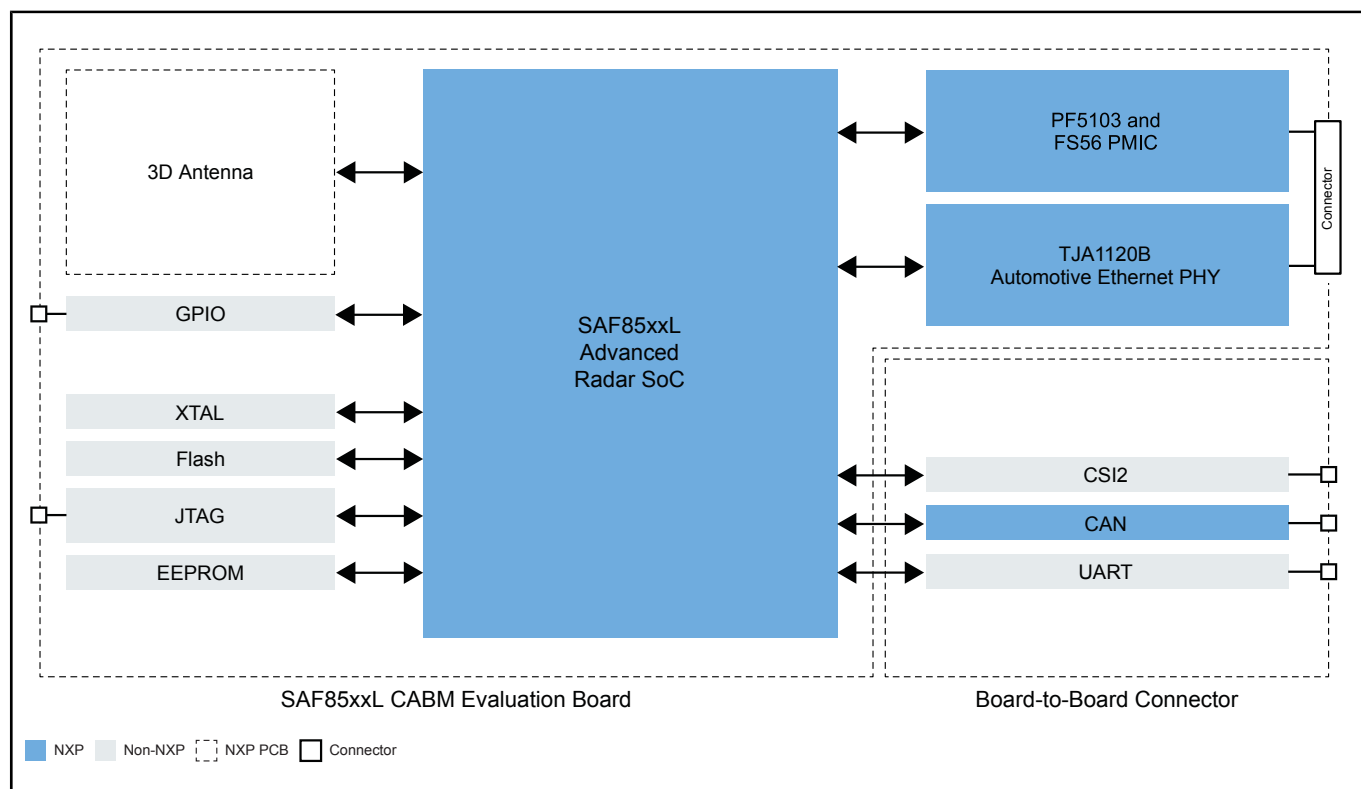 3D Antenna
GPIO
XTAL
Flash
JTAG
EEPROM
SAF85xxL
Advanced
Radar SoC
PF5103 and
FS56 PMIC
TJA1120B
Automotive Ethernet PHY
Connector
CSI2
CAN
UART
SAF85xxL CABM Evaluation Board
Board-to-Board Connector
NXP
Non-NXP
NXP PCB
Connector